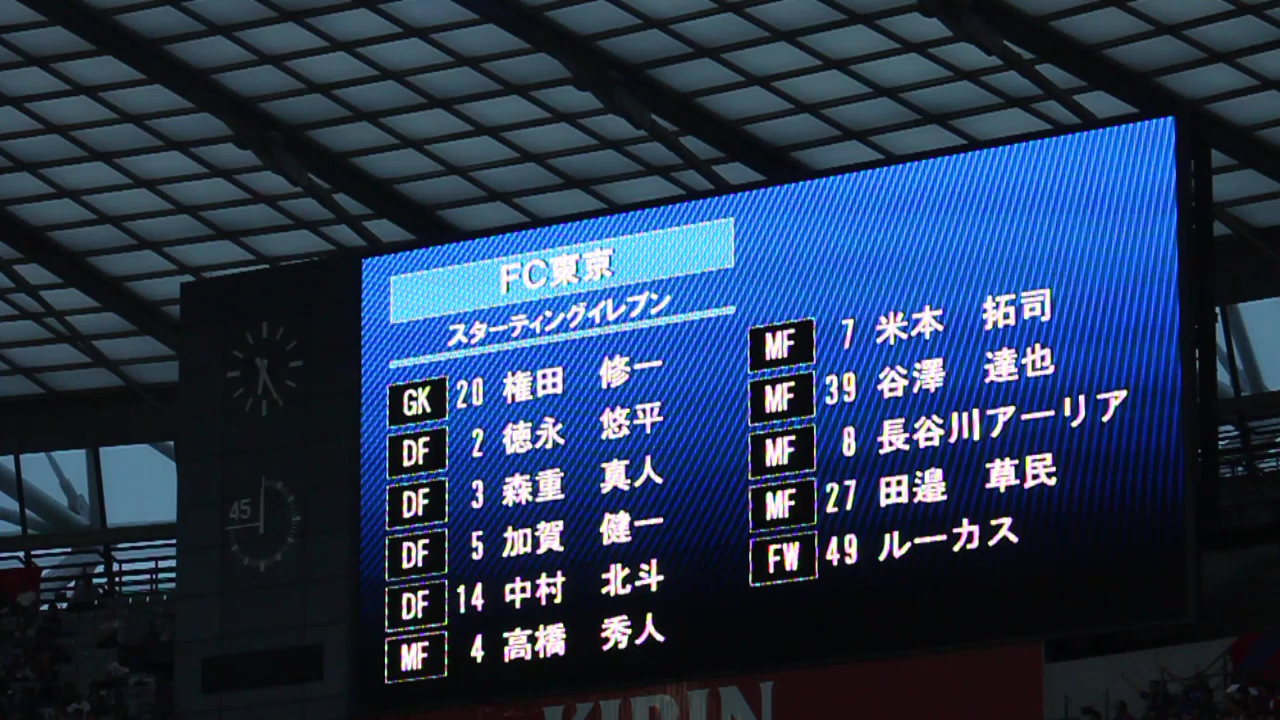 FC東京
スターティングイレブン
GK 20 権田 修一
DF 2 徳永 悠平
DF 3 森重 真人
DF 5 加賀 健一
DF 14 中村 北斗
MF 4 高橋 秀人
MF 7 米本 拓司
MF 39 谷澤 達也
MF 8 長谷川アーリア
MF 27 田邉 草民
FW 49 ルーカス
45
KIRIN